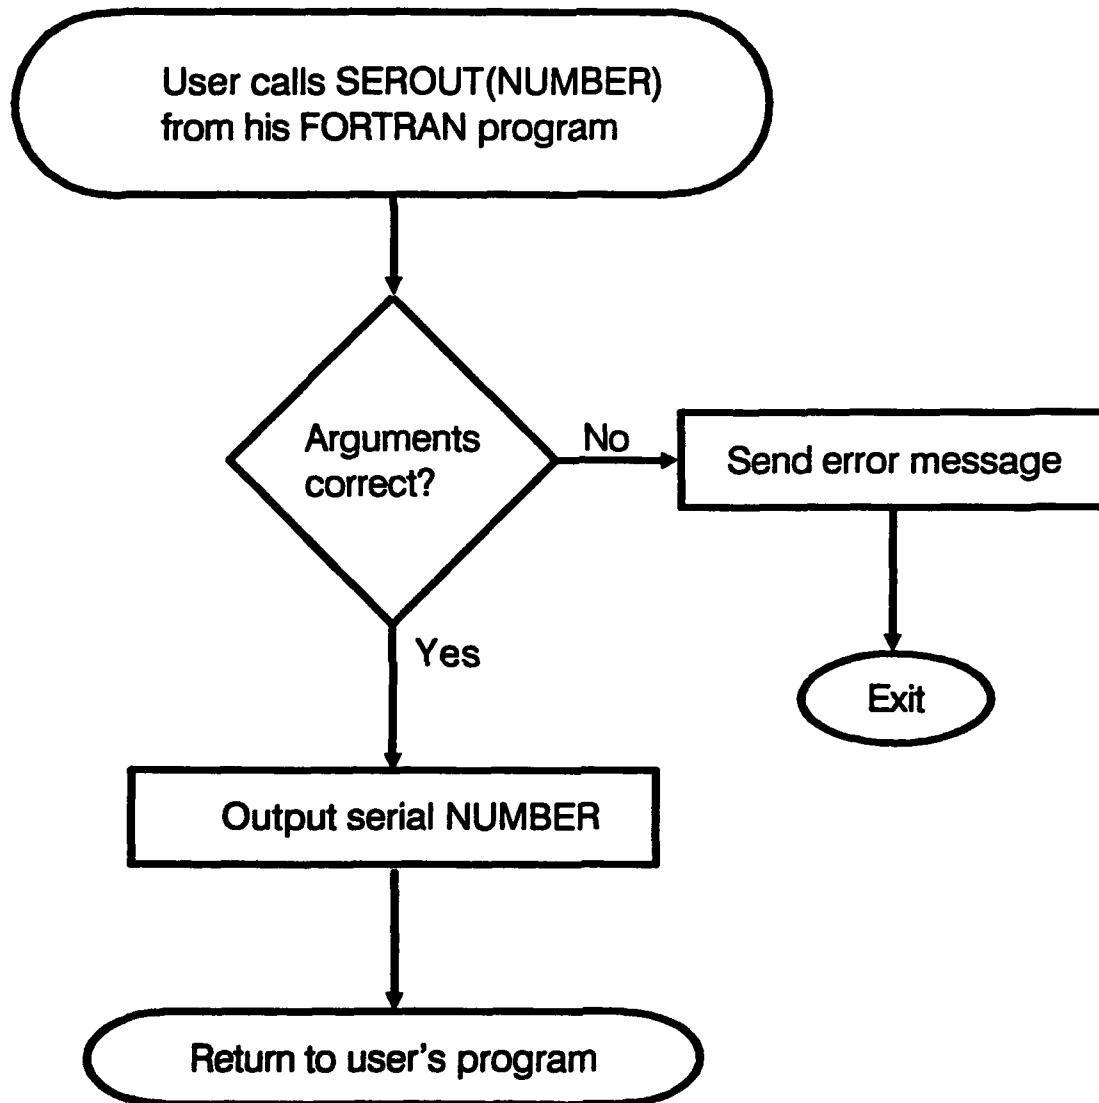 User calls SEROUT(NUMBER)
from his FORTRAN program
Arguments
correct?
No
Send error message
Yes
Exit
Output serial NUMBER
Return to user's program